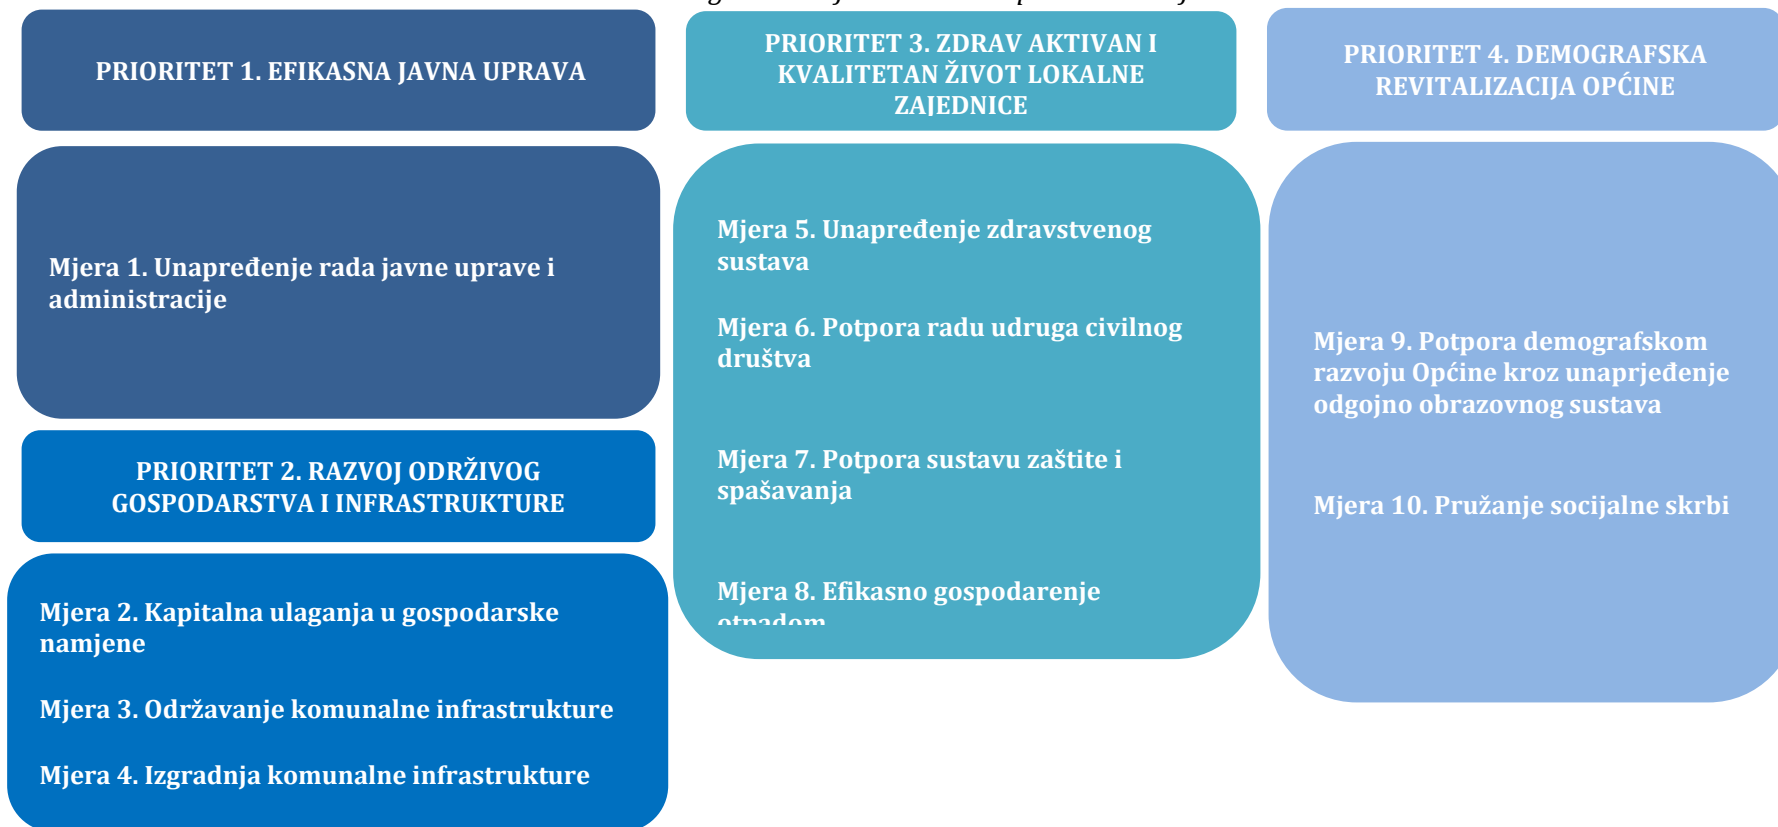 PRIORITET 1. EFIKASNA JAVNA UPRAVA
Mjera 1. Unapređenje rada javne uprave i
administracije
PRIORITET 2. RAZVOJ ODRŽIVOG
GOSPODARSTVA I INFRASTRUKTURE
Mjera 2. Kapitalna ulaganja u gospodarske
namjene
Mjera 3. Održavanje komunalne infrastrukture
Mjera 4. Izgradnja komunalne infrastrukture
PRIORITET 3. ZDRAV AKTIVAN I
KVALITETAN ŽIVOT LOKALNE
ZAJEDNICE
Mjera 5. Unapređenje zdravstvenog
sustava
Mjera 6. Potpora radu udruga civilnog
društva
Mjera 7. Potpora sustavu zaštite i
spašavanja
Mjera 8. Efikasno gospodarenje
otpadom
PRIORITET 4. DEMOGRAFSKA
REVITALIZACIJA OPĆINE
Mjera 9. Potpora demografskom
razvoju Općine kroz unaprjeđenje
odgojno obrazovnog sustava
Mjera 10. Pružanje socijalne skrbi